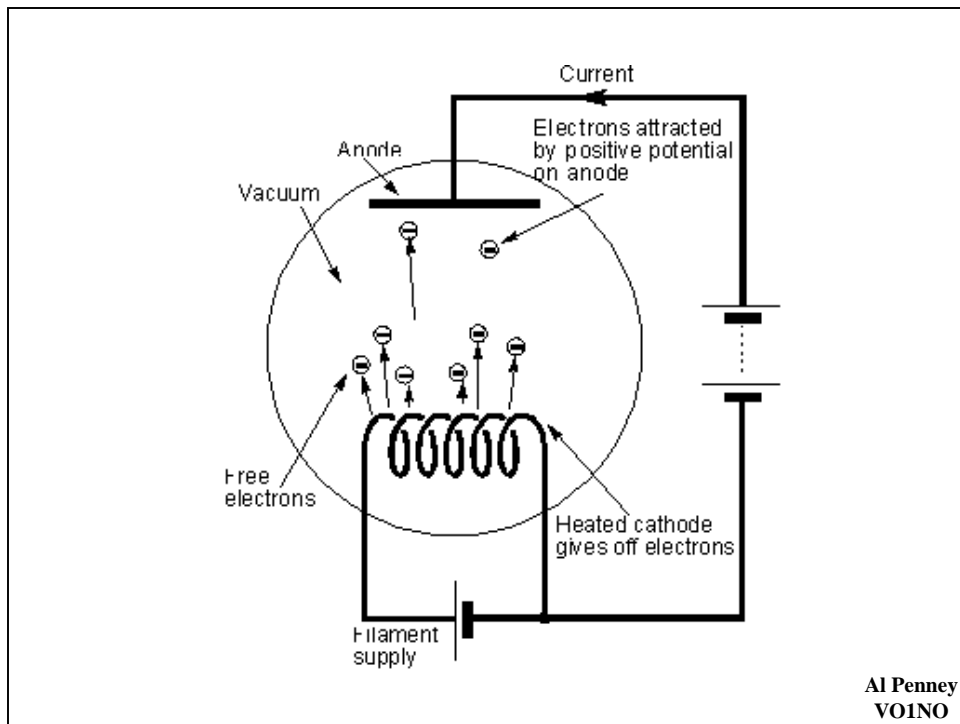 Current
Electrons attracted
by positive potential
on anode
Anode
Vacuum
Free
electrons
Heated cathode
gives off electrons
Filament
supply
Al Penney
VO1NO